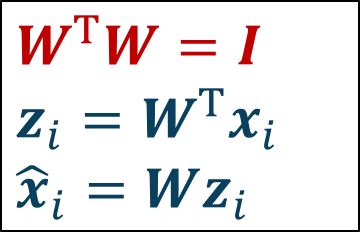 WᵀW = I
zᵢ = Wᵀxᵢ
x̂ᵢ = Wzᵢ